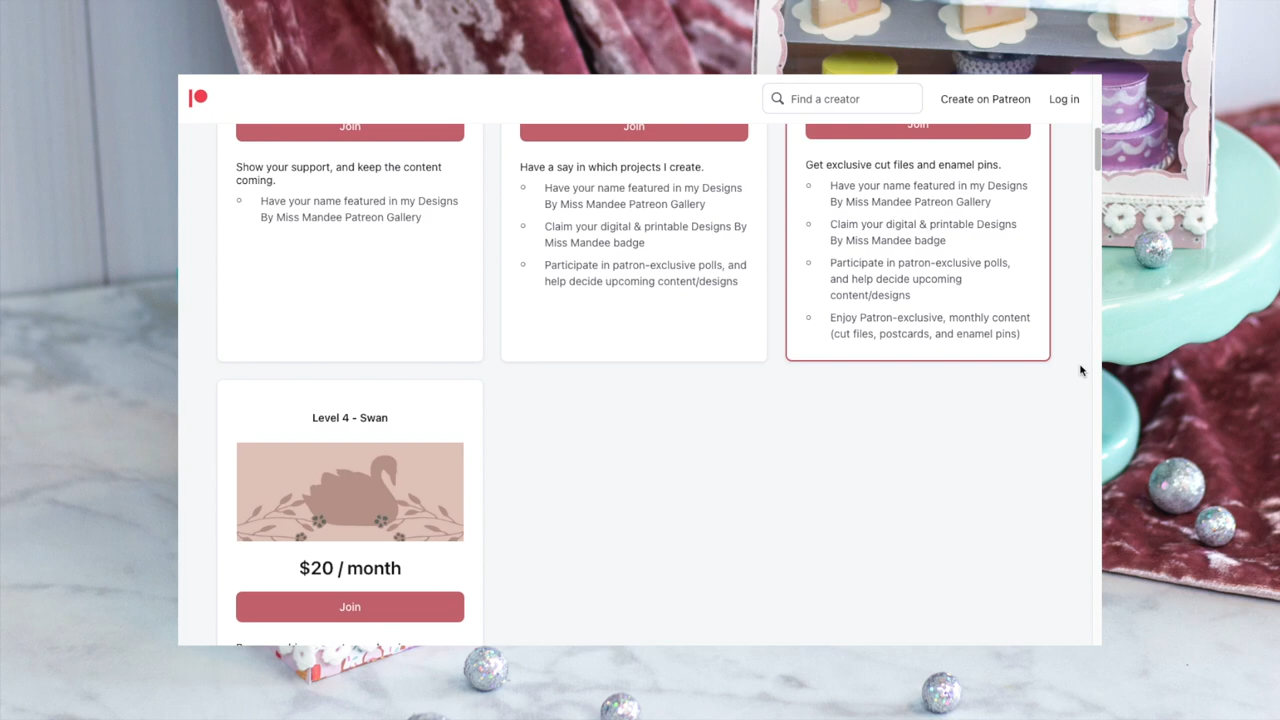 Find a creator
Create on Patreon
Log in
Join
Show your support, and keep the content
coming.
Have your name featured in my Designs
By Miss Mandee Patreon Gallery
Join
Have a say in which projects I create.
Have your name featured in my Designs
By Miss Mandee Patreon Gallery
Claim your digital & printable Designs By
Miss Mandee badge
Participate in patron-exclusive polls, and
help decide upcoming content/designs
Join
Get exclusive cut files and enamel pins.
Have your name featured in my Designs
By Miss Mandee Patreon Gallery
Claim your digital & printable Designs
By Miss Mandee badge
Participate in patron-exclusive polls,
and help decide upcoming
content/designs
Enjoy Patron-exclusive, monthly content
(cut files, postcards, and enamel pins)
Level 4 - Swan
$20 / month
Join